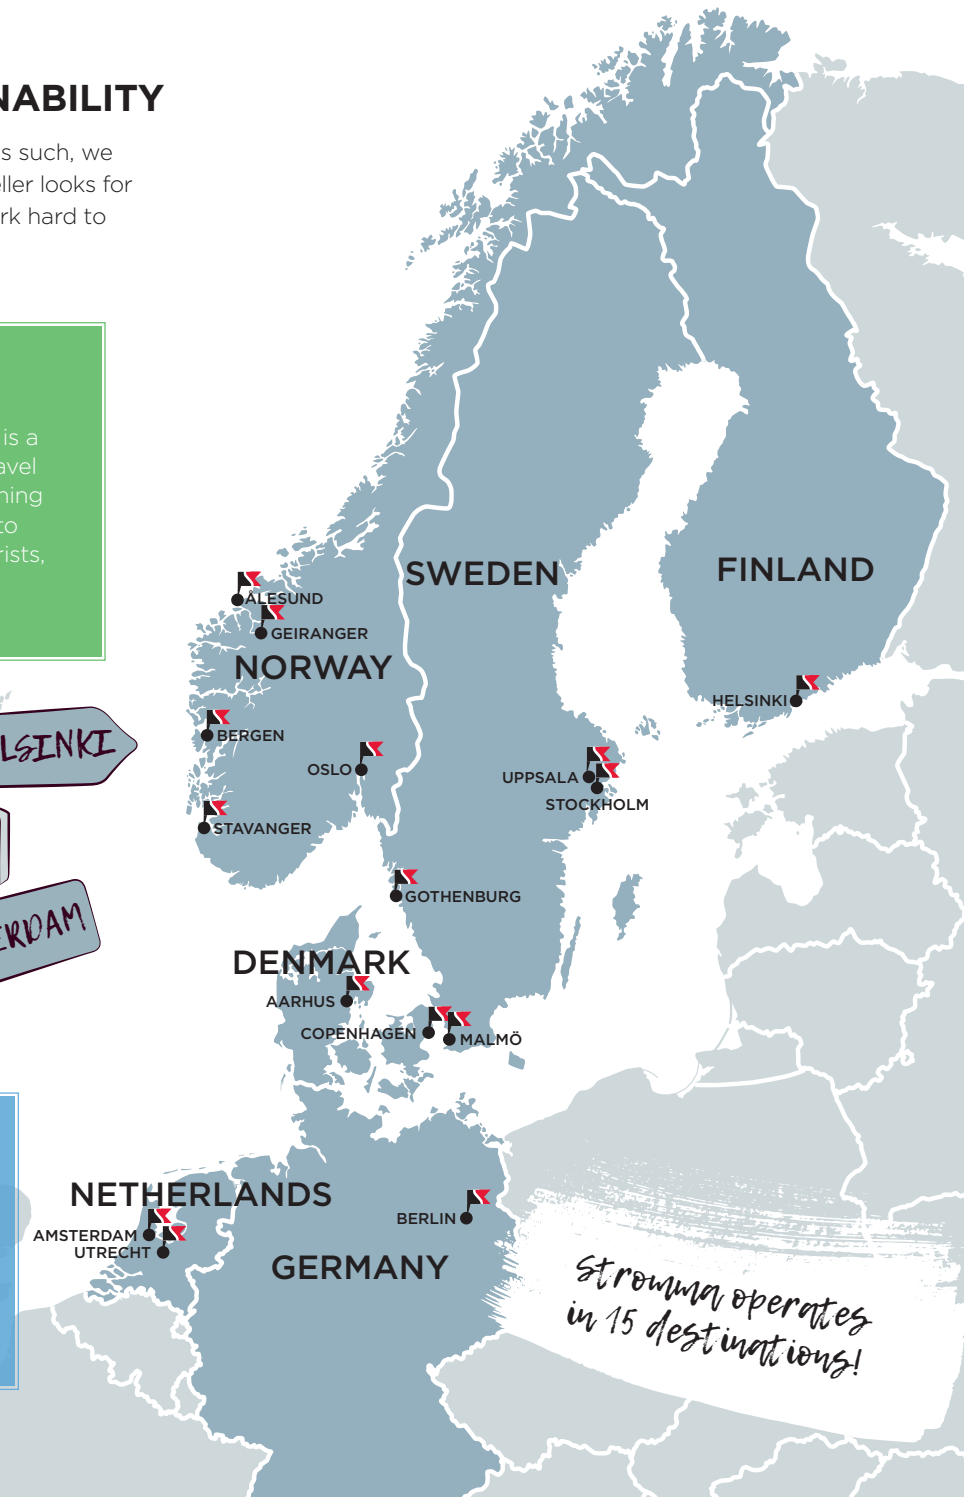 NABILITY
s such, we
ller looks for
rk hard to
is a
avel
ning
to
rists,
SWEDEN
FINLAND
ÅLESUND
GEIRANGER
NORWAY
HELSINKI
LSINKI
BERGEN
OSLO
UPPSALA
STOCKHOLM
STAVANGER
GOTHENBURG
ERDAM
DENMARK
AARHUS
COPENHAGEN
MALMÖ
NETHERLANDS
AMSTERDAM
UTRECHT
BERLIN
GERMANY
Stromma operates
in 15 destinations!